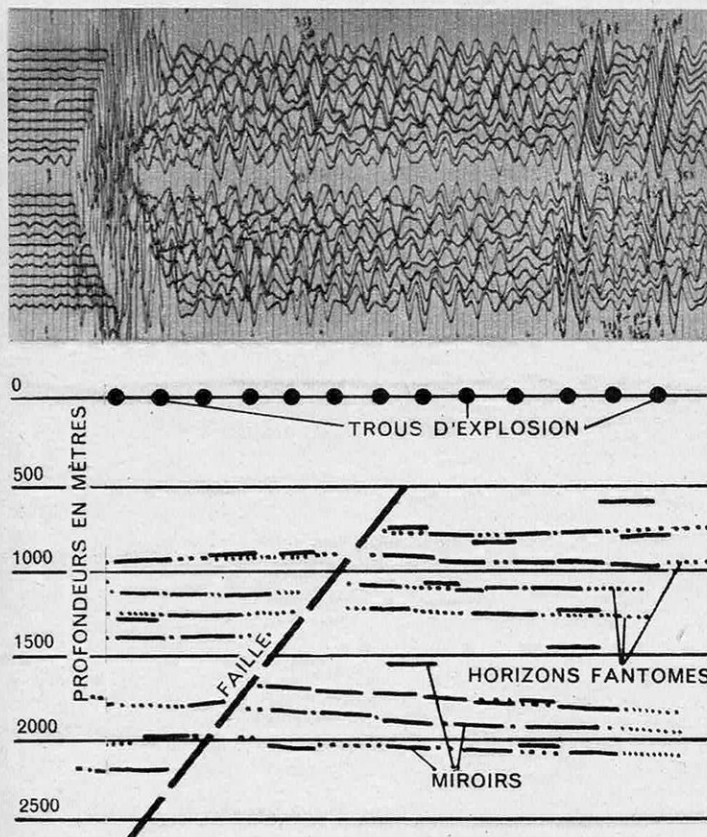 0
TROUS D'EXPLOSION
PROFONDEURS EN MÈTRES
500
1000
1500
FAILLE
HORIZONS FANTOMES
2000
MIROIRS
2500